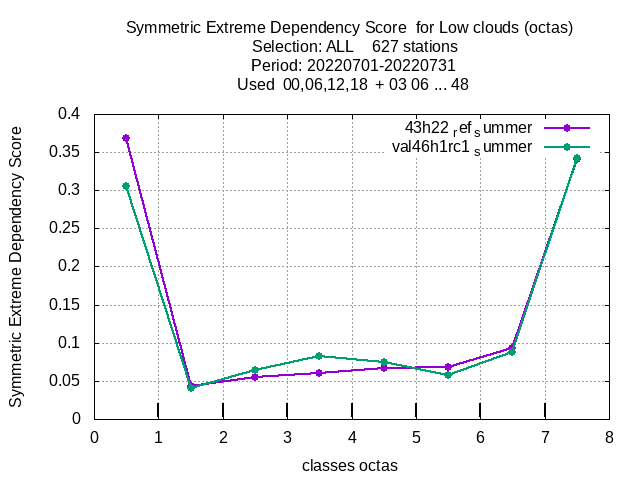 Symmetric Extreme Dependency Score for Low clouds (octas)
Selection: ALL 627 stations
Period: 20220701-20220731
Used 00,06,12,18 + 03 06 ... 48
43h22 ref summer
val46h1rc1 summer
Symmetric Extreme Dependency Score
0.4
0.35
0.3
0.25
0.2
0.15
0.1
0.05
0
0 1 2 3 4 5 6 7 8
classes octas